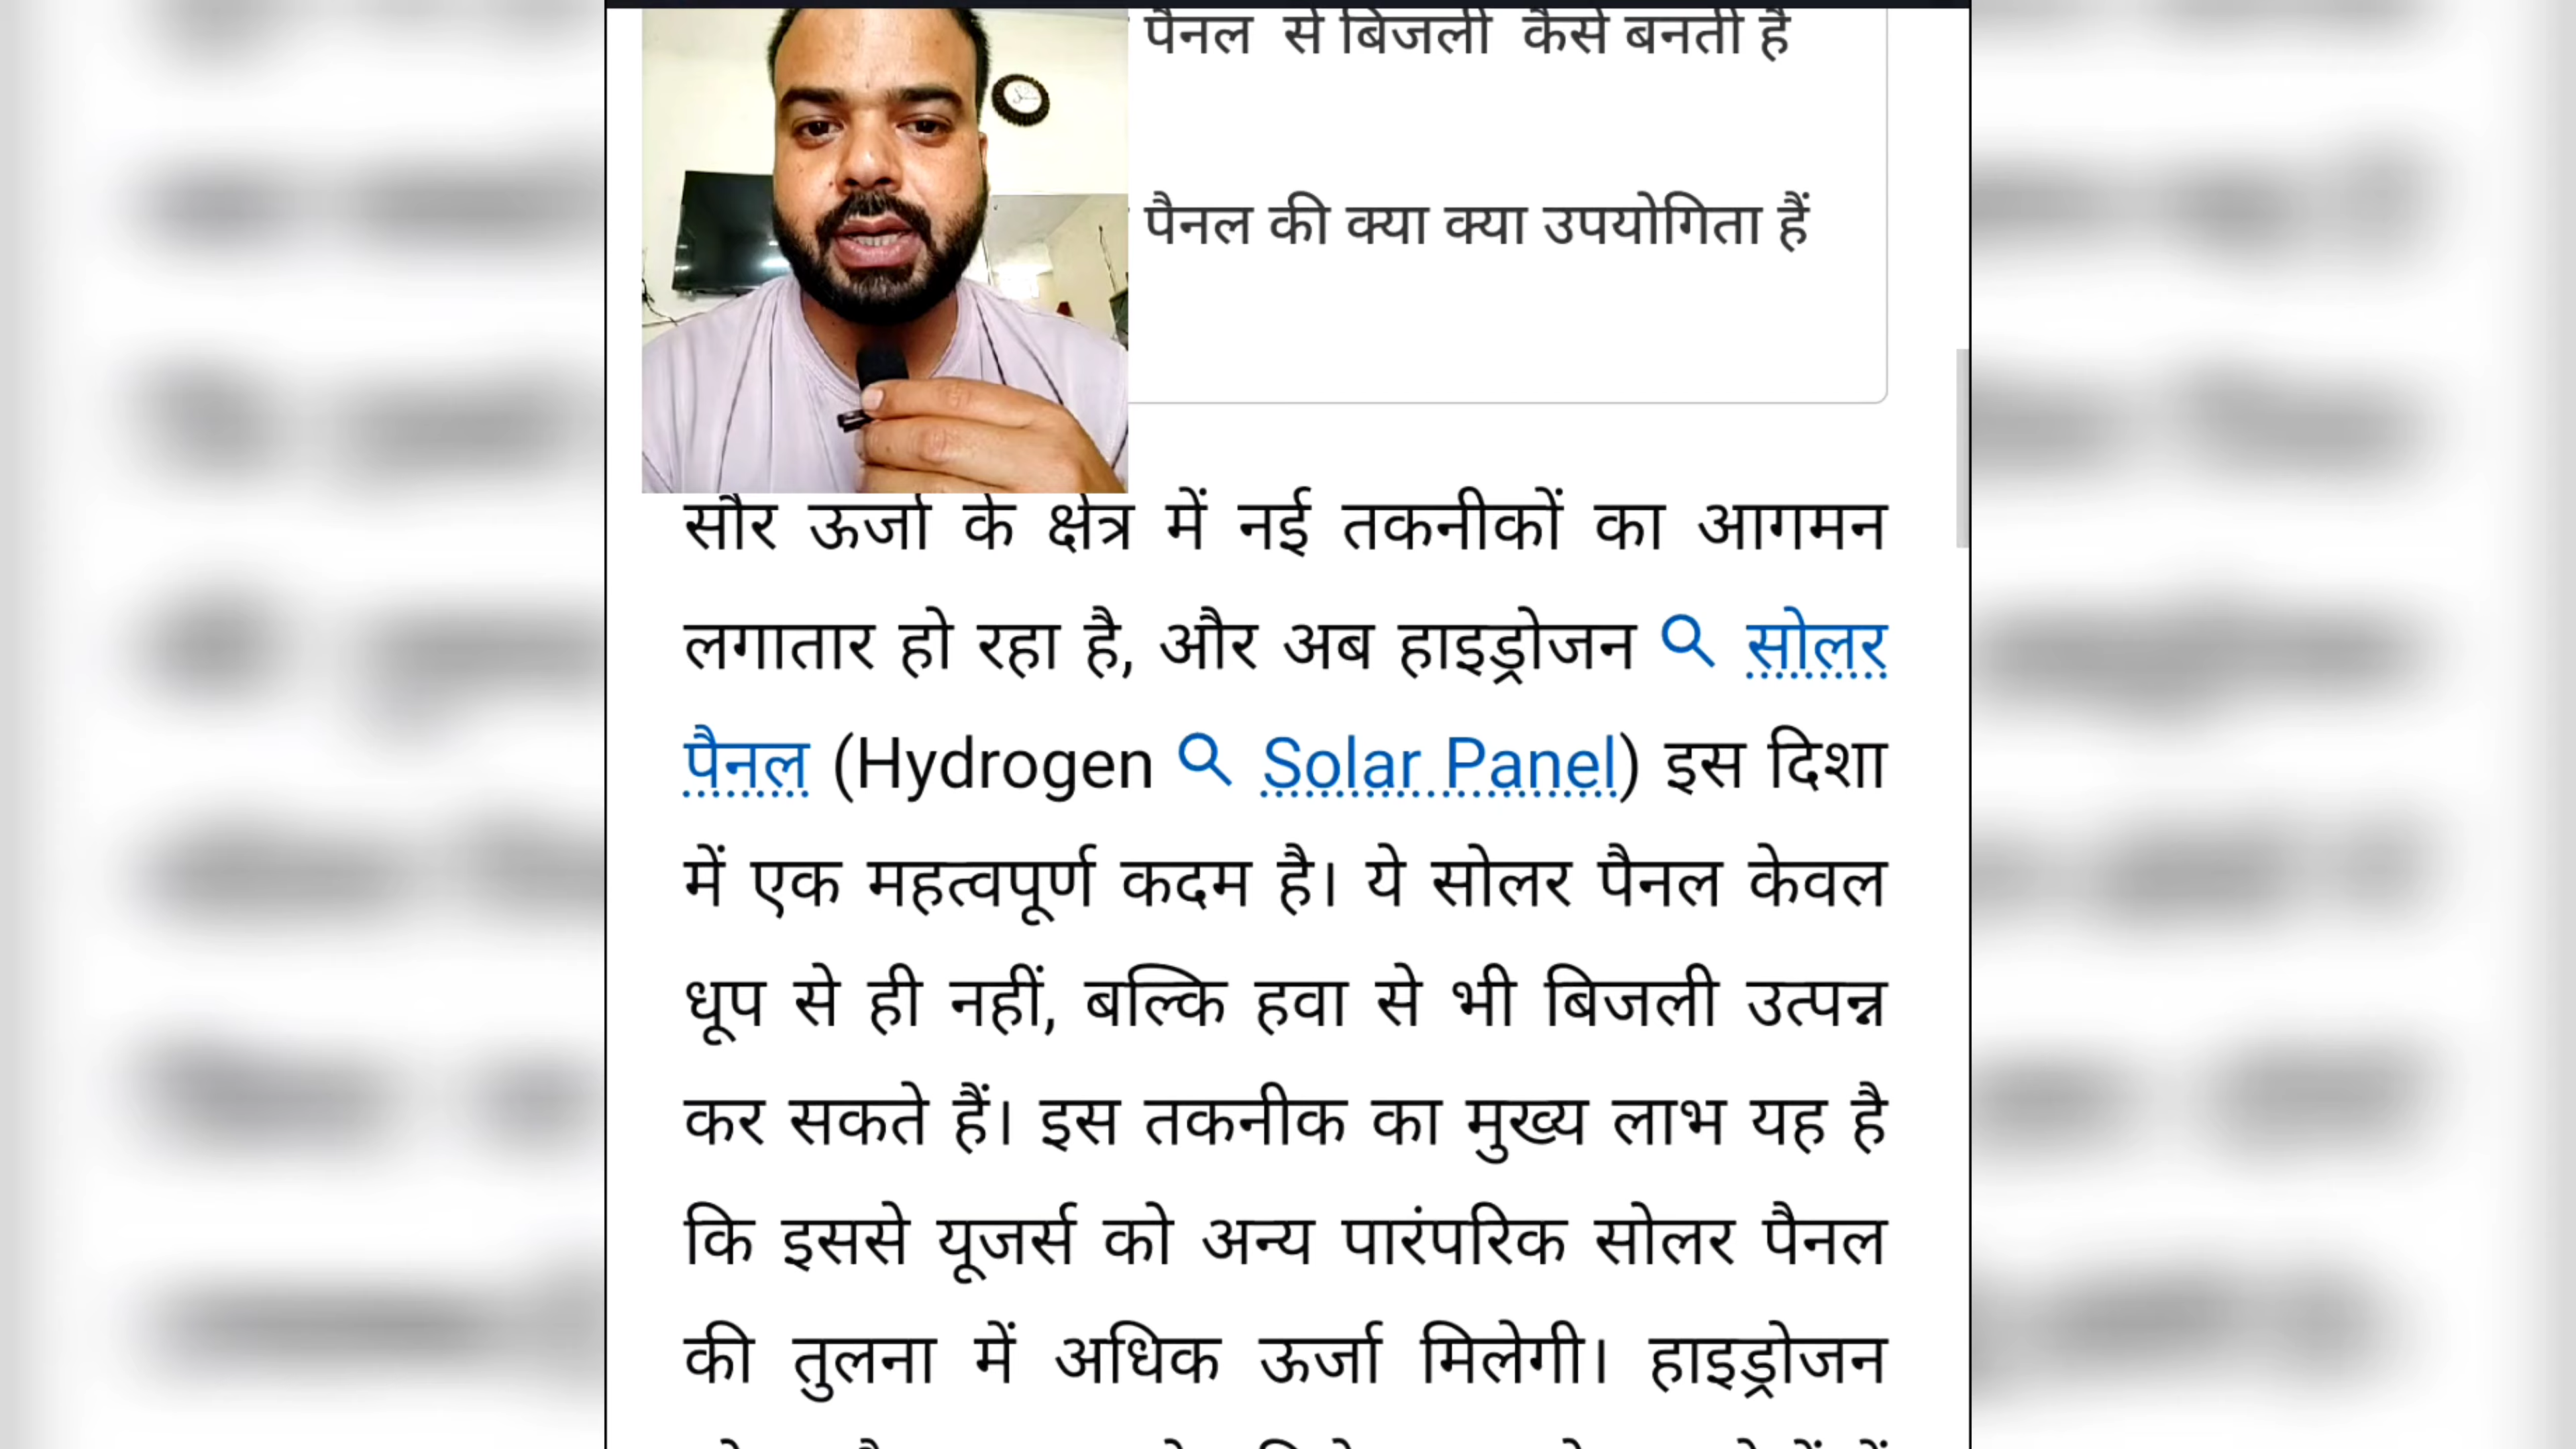 पैनल से बिजली कैसे बनती है
पैनल की क्या क्या उपयोगिता हैं
सौर ऊर्जा के क्षेत्र में नई तकनीकों का आगमन
लगातार हो रहा है, और अब हाइड्रोजन सोलर
पैनल (Hydrogen Solar Panel) इस दिशा
में एक महत्वपूर्ण कदम है। ये सोलर पैनल केवल
धूप से ही नहीं, बल्कि हवा से भी बिजली उत्पन्न
कर सकते हैं। इस तकनीक का मुख्य लाभ यह है
कि इससे यूजर्स को अन्य पारंपरिक सोलर पैनल
की तुलना में अधिक ऊर्जा मिलेगी। हाइड्रोजन